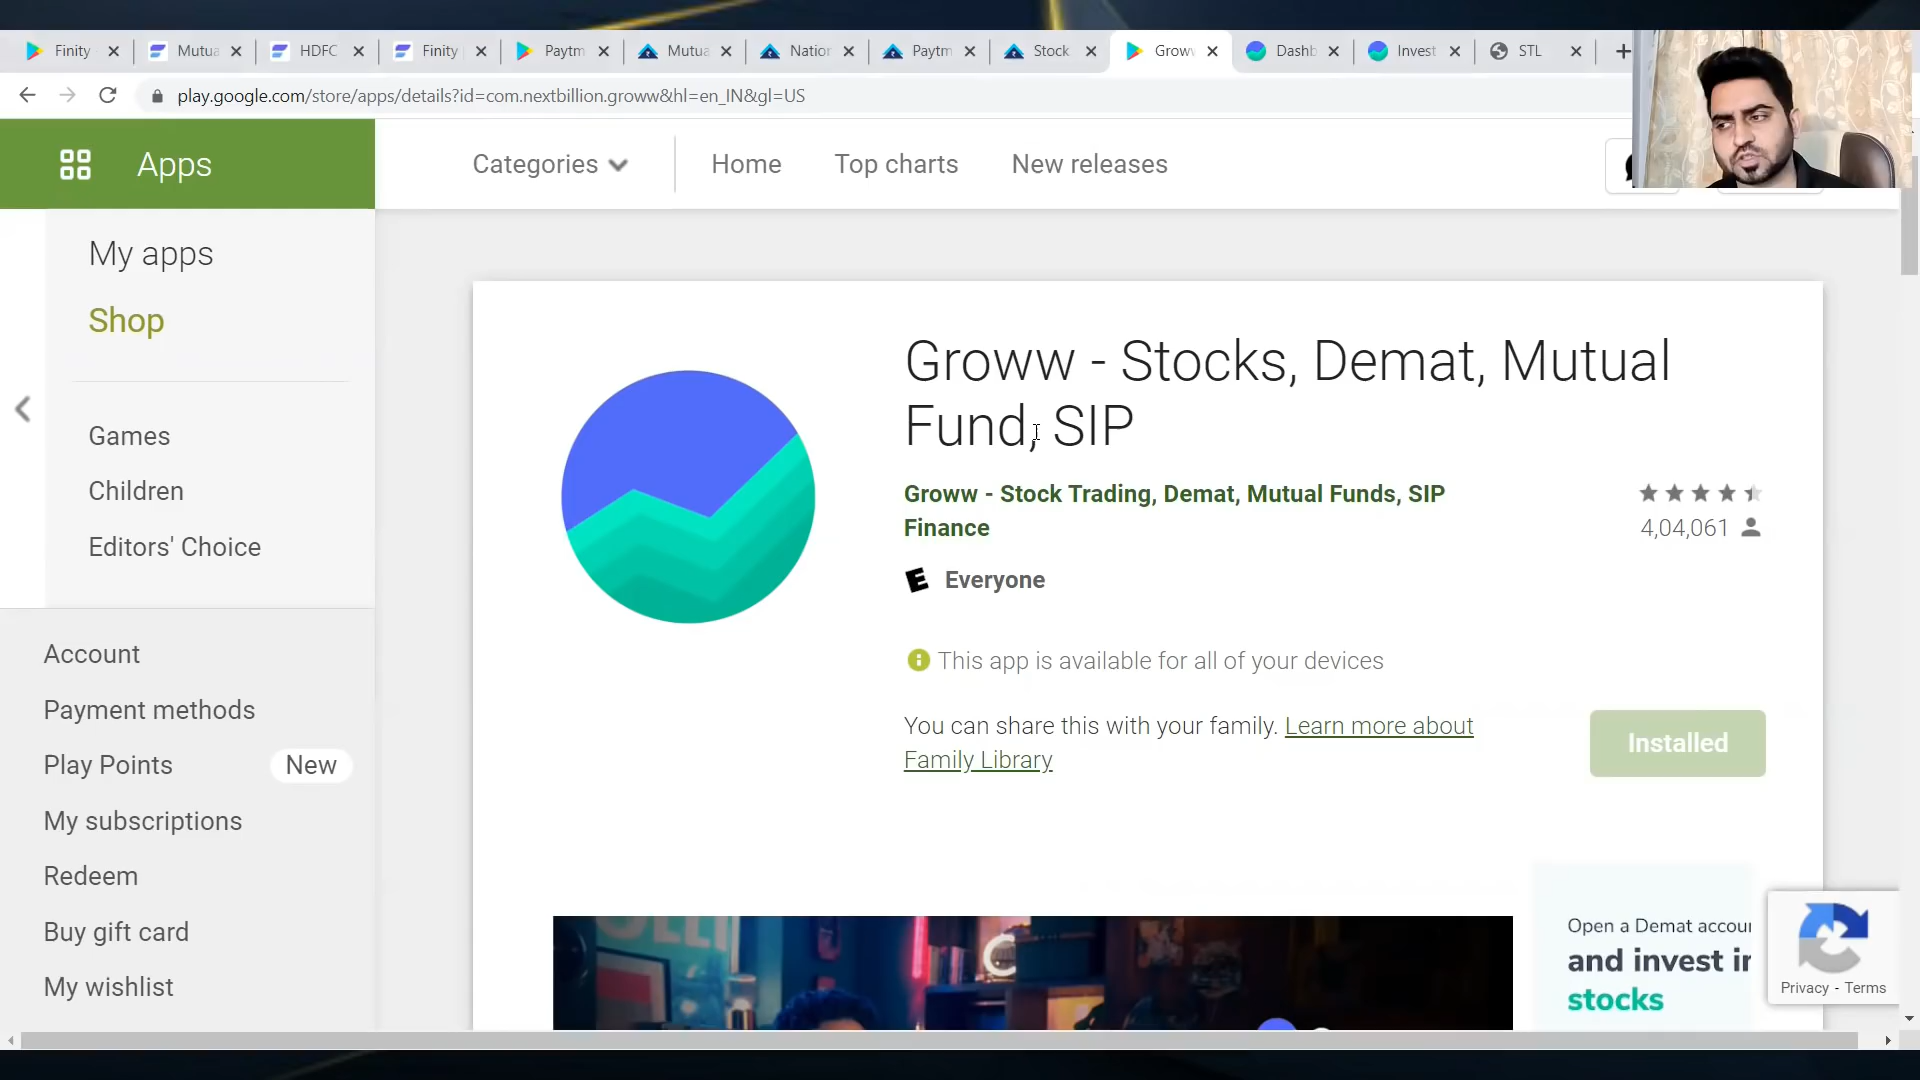 Finity
Mutua
HDFC
Finity
Paytm
Mutua
Nation
Paytm
Stock
Groww
Dashb
Invest
STL
play.google.com/store/apps/details?id=com.nextbillion.groww&hl=en_IN&gl=US
Apps
Categories
Home
Top charts
New releases
My apps
Shop
Games
Children
Editors' Choice
Account
Payment methods
Play Points New
My subscriptions
Redeem
Buy gift card
My wishlist
Groww - Stocks, Demat, Mutual
Fund, SIP
Groww - Stock Trading, Demat, Mutual Funds, SIP
Finance
4,04,061
E Everyone
This app is available for all of your devices
You can share this with your family. Learn more about
Family Library
Installed
Open a Demat accou
and invest in
stocks
Privacy - Terms